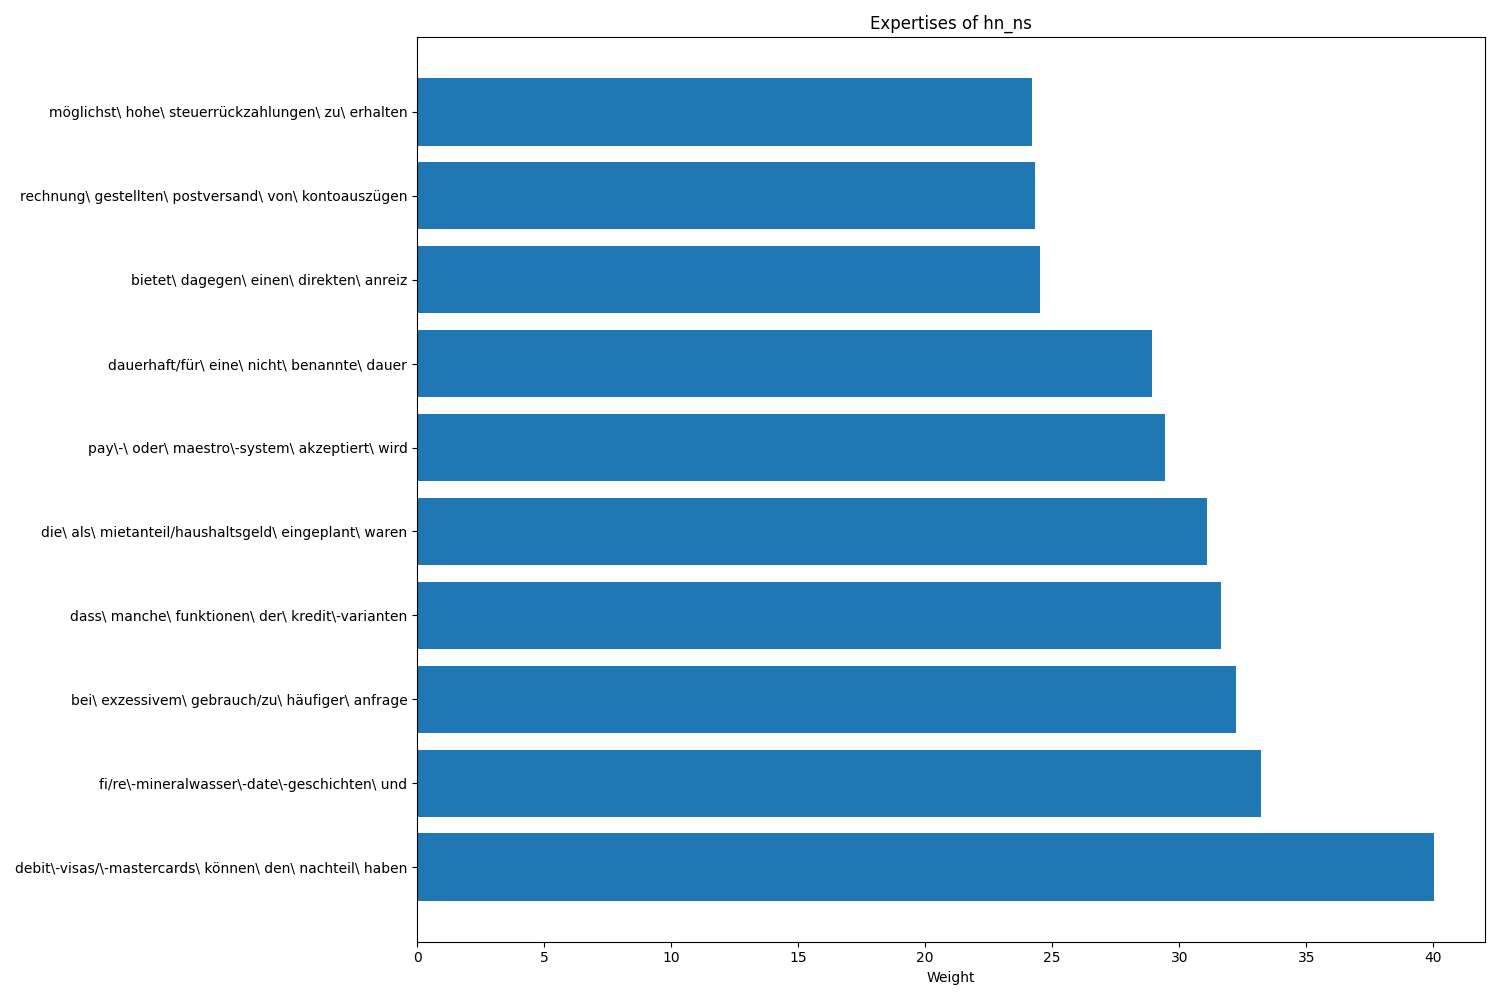 Expertises of hn_ns
möglichst\ hohe\ steuerrückzahlungen\ zu\ erhalten
rechnung\ gestellten\ postversand\ von\ kontoauszügen
bietet\ dagegen\ einen\ direkten\ anreiz
dauerhaft/für\ eine\ nicht\ benannte\ dauer
pay\-\ oder\ maestro\-system\ akzeptiert\ wird
die\ als\ mietanteil/haushaltsgeld\ eingeplant\ waren
dass\ manche\ funktionen\ der\ kredit\-varianten
bei\ exzessivem\ gebrauch/zu\ häufiger\ anfrage
fi/re\-mineralwasser\-date\-geschichten\ und
debit\-visas/\-mastercards\ können\ den\ nachteil\ haben
0 5 10 15 20 25 30 35 40
Weight